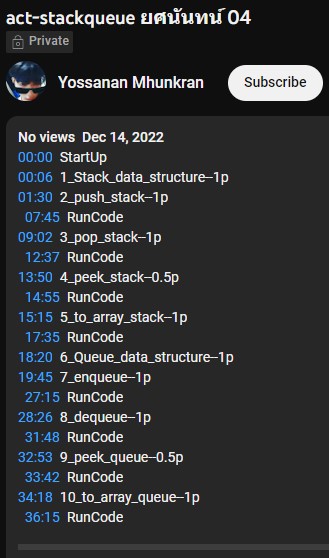 act-stackqueue ยศนันทน์ 04
Private
Yossanan Mhunkran
Subscribe
No views Dec 14, 2022
00:00 StartUp
00:06 1_Stack_data_structure--1p
01:30 2_push_stack--1p
07:45 RunCode
09:02 3_pop_stack--1p
12:37 RunCode
13:50 4_peek_stack--0.5p
14:55 RunCode
15:15 5_to_array_stack--1p
17:35 RunCode
18:20 6_Queue_data_structure--1p
19:45 7_enqueue--1p
27:15 RunCode
28:26 8_dequeue--1p
31:48 RunCode
32:53 9_peek_queue--0.5p
33:42 RunCode
34:18 10_to_array_queue--1p
36:15 RunCode